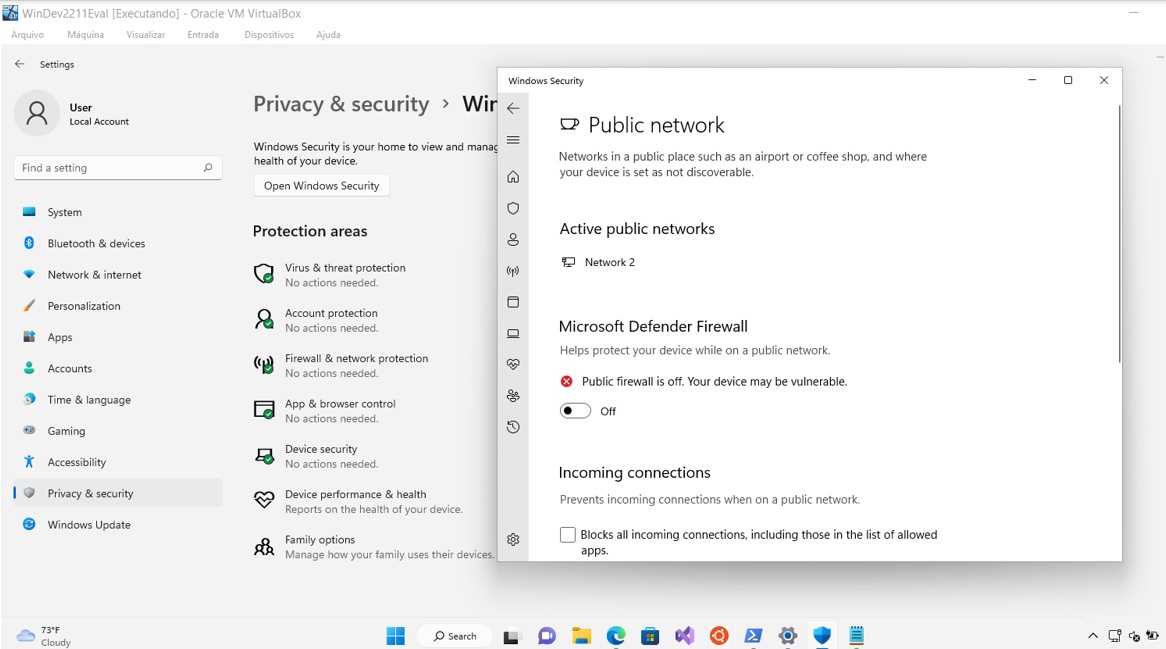 WinDev2211Eval [Executando] - Oracle VM VirtualBox
Arquivo Máquina Visualizar Entrada Dispositivos Ajuda
Settings
User
Local Account
Find a setting
System
Bluetooth & devices
Network & internet
Personalization
Apps
Accounts
Time & language
Gaming
Accessibility
Privacy & security
Windows Update
Privacy & security › Win
Windows Security is your home to view and manag
health of your device.
Open Windows Security
Protection areas
Virus & threat protection
No actions needed.
Account protection
No actions needed.
Firewall & network protection
No actions needed.
App & browser control
No actions needed.
Device security
No actions needed.
Device performance & health
Reports on the health of your device.
Family options
Manage how your family uses their devices.
Windows Security
Public network
Networks in a public place such as an airport or coffee shop, and where
your device is set as not discoverable.
Active public networks
Network 2
Microsoft Defender Firewall
Helps protect your device while on a public network.
Public firewall is off. Your device may be vulnerable.
Off
Incoming connections
Prevents incoming connections when on a public network.
Blocks all incoming connections, including those in the list of allowed
apps.
73°F
Cloudy
Search